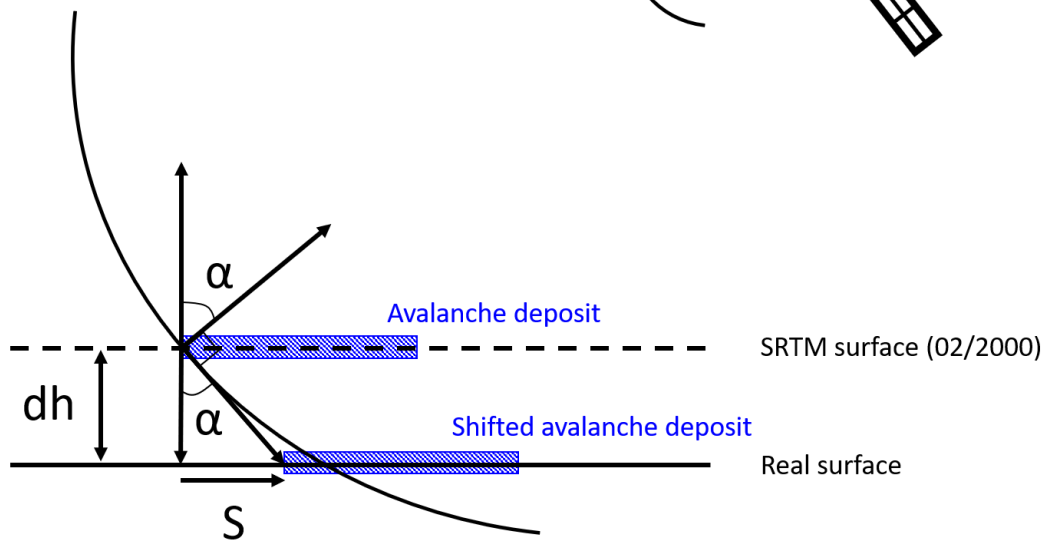 α
Avalanche deposit
SRTM surface (02/2000)
dh
α
Shifted avalanche deposit
Real surface
S